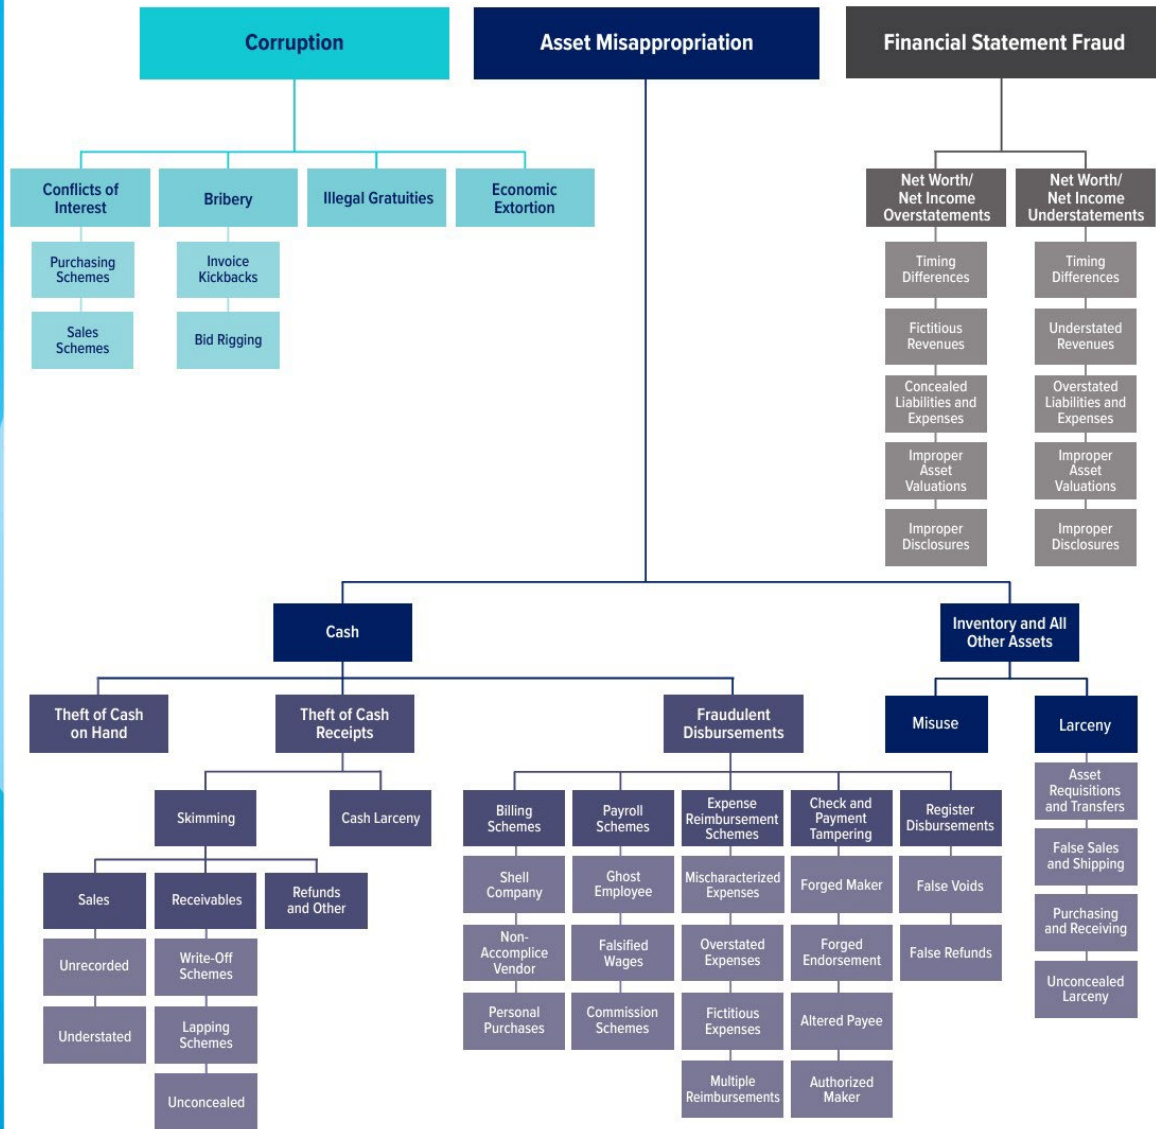 Corruption
Asset Misappropriation
Financial Statement Fraud
Conflicts of
Interest
Bribery
Illegal Gratuities
Economic
Extortion
Purchasing
Schemes
Sales
Schemes
Invoice
Kickbacks
Bid Rigging
Net Worth/
Net Income
Overstatements
Net Worth/
Net Income
Understatements
Timing
Differences
Fictitious
Revenues
Concealed
Liabilities and
Expenses
Improper
Asset
Valuations
Improper
Disclosures
Timing
Differences
Understated
Revenues
Overstated
Liabilities and
Expenses
Improper
Asset
Valuations
Improper
Disclosures
Cash
Inventory and All
Other Assets
Theft of Cash
on Hand
Theft of Cash
Receipts
Fraudulent
Disbursements
Misuse
Larceny
Skimming
Cash Larceny
Sales
Receivables
Refunds
and Other
Unrecorded
Understated
Write-Off
Schemes
Lapping
Schemes
Unconcealed
Billing
Schemes
Shell
Company
Non-
Accomplice
Vendor
Personal
Purchases
Payroll
Schemes
Ghost
Employee
Falsified
Wages
Commission
Schemes
Expense
Reimbursement
Schemes
Mischaracterized
Expenses
Overstated
Expenses
Fictitious
Expenses
Multiple
Reimbursements
Check and
Payment
Tampering
Forged Maker
Forged
Endorsement
Altered Payee
Authorized
Maker
Register
Disbursements
False Voids
False Refunds
Asset
Requisitions
and Transfers
False Sales
and Shipping
Purchasing
and Receiving
Unconcealed
Larceny